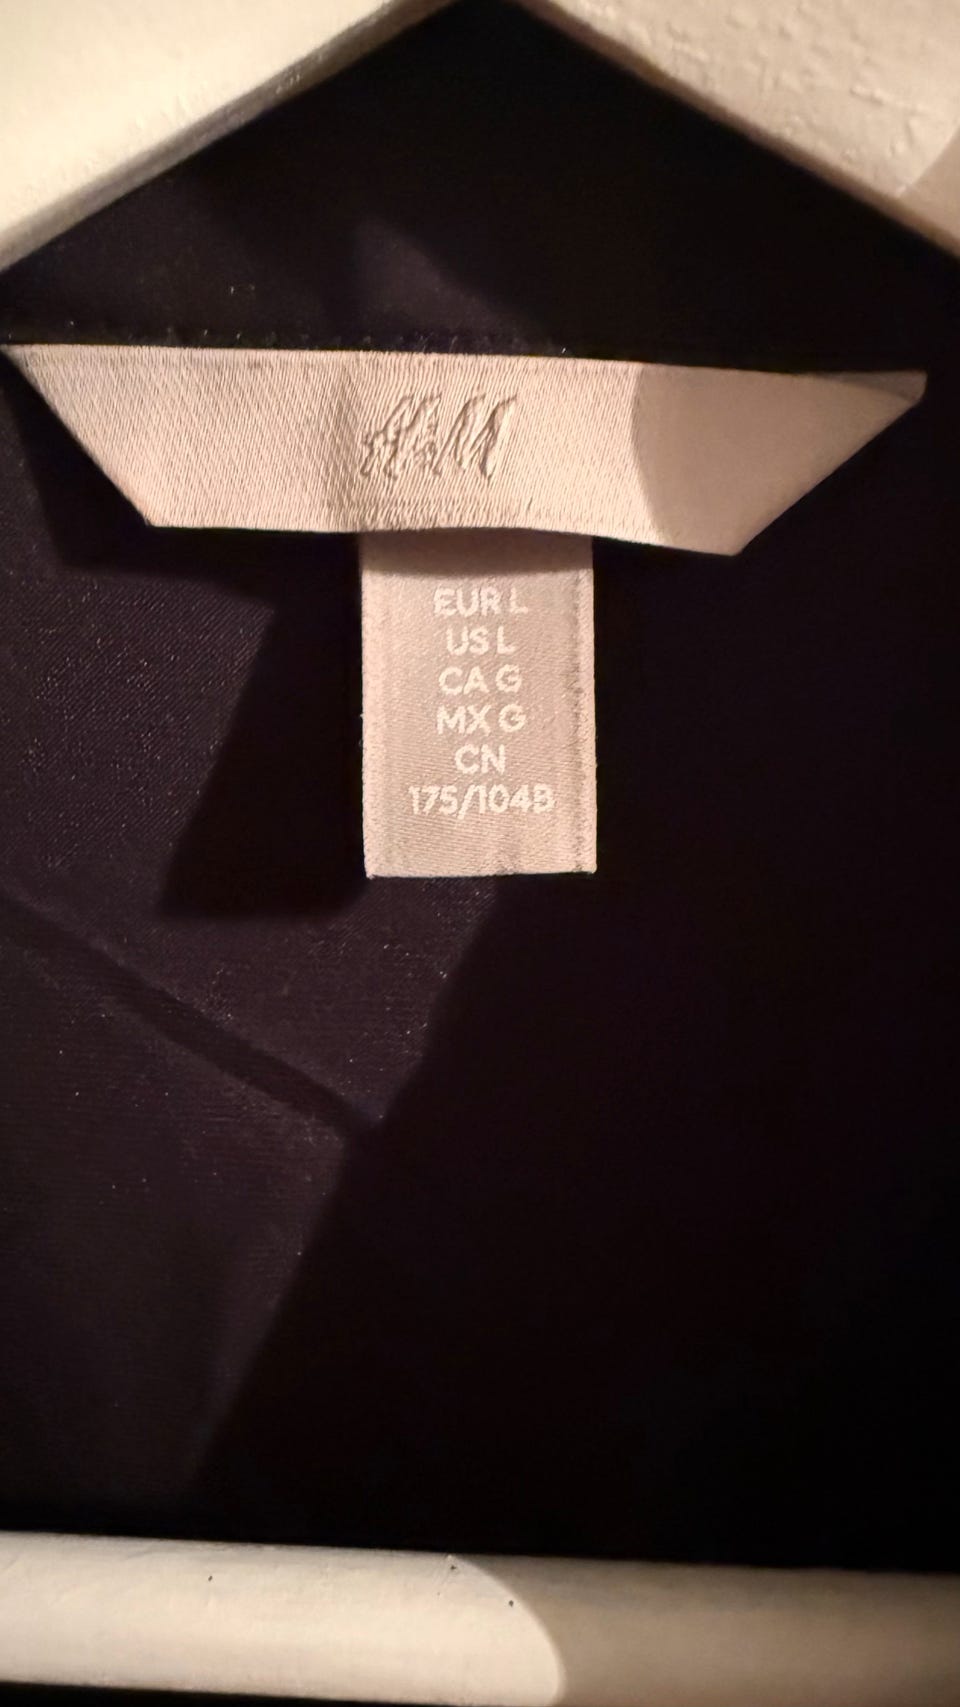 H&M
EUR L
US L
CA G
MX G
CN
175/104B